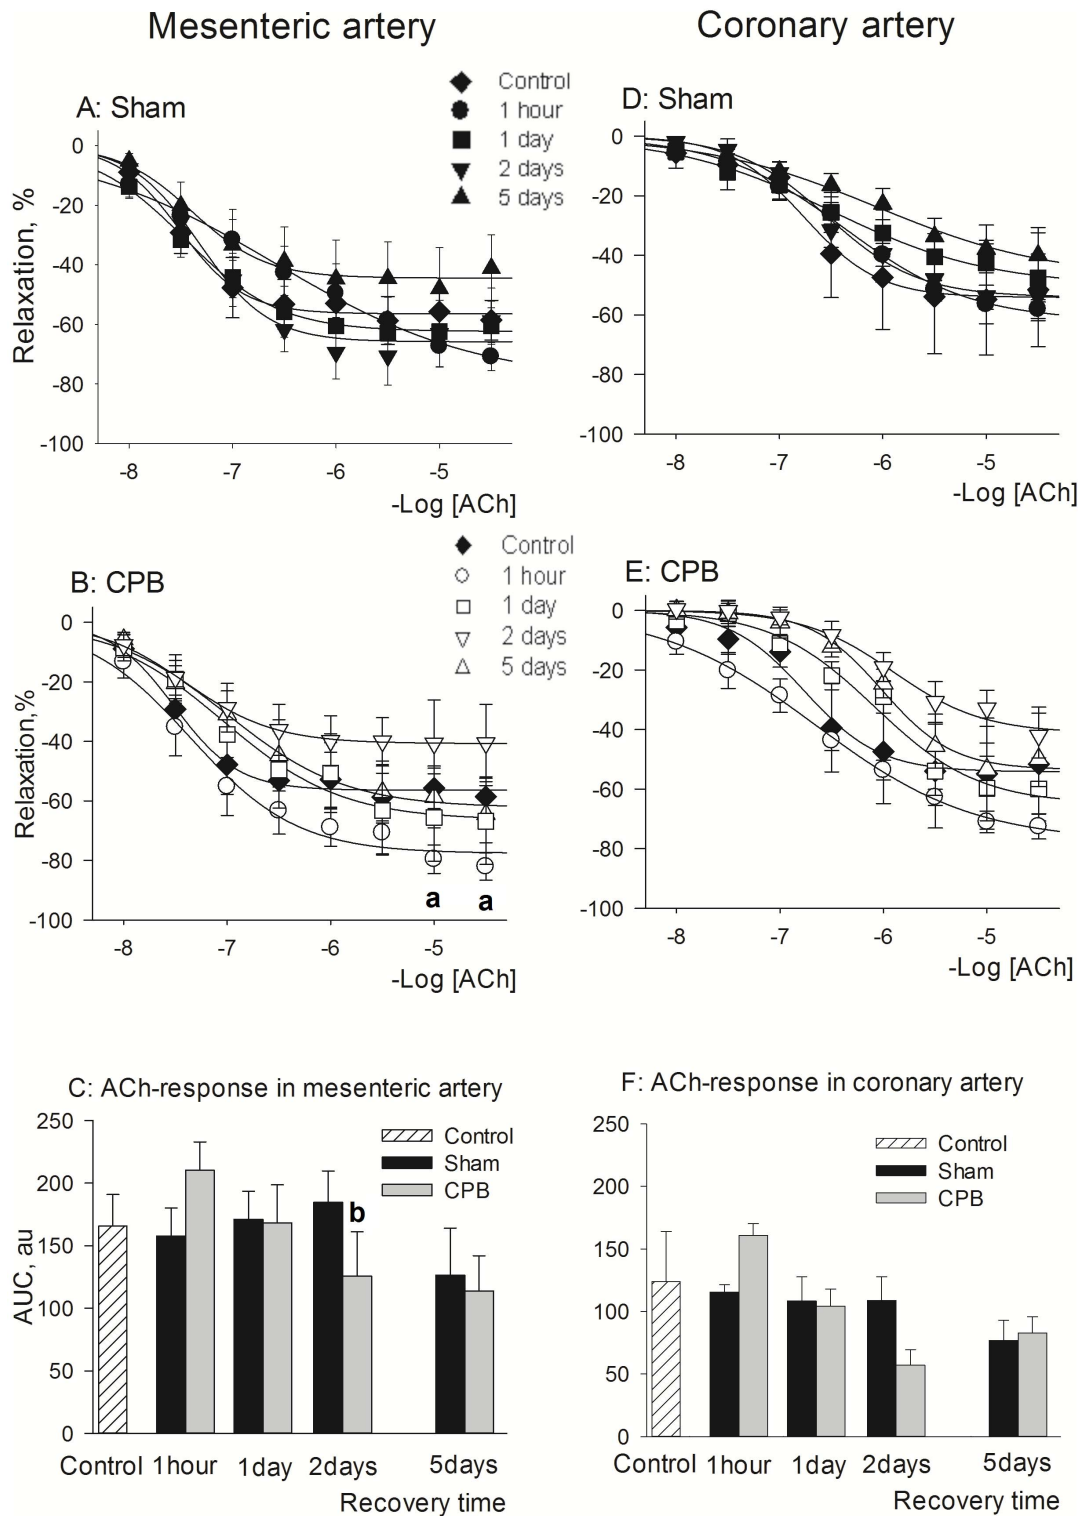 Mesenteric artery
Coronary artery
A: Sham
Control
1 hour
1 day
2 days
5 days
Relaxation, %
0
-20
-40
-60
-80
-100
-8
-7
-6
-5
-Log [ACh]
D: Sham
0
-20
-40
-60
-80
-100
-8
-7
-6
-5
-Log [ACh]
B: CPB
Control
1 hour
1 day
2 days
5 days
Relaxation,%
0
-20
-40
-60
-80
-100
a
a
-8
-7
-6
-5
-Log [ACh]
E: CPB
0
-20
-40
-60
-80
-100
-8
-7
-6
-5
-Log [ACh]
C: ACh-response in mesenteric artery
Control
Sham
CPB
AUC, au
250
200
150
100
50
0
b
Control 1hour 1day 2days 5days
Recovery time
F: ACh-response in coronary artery
Control
Sham
CPB
250
200
150
100
50
0
Control 1hour 1day 2days 5days
Recovery time